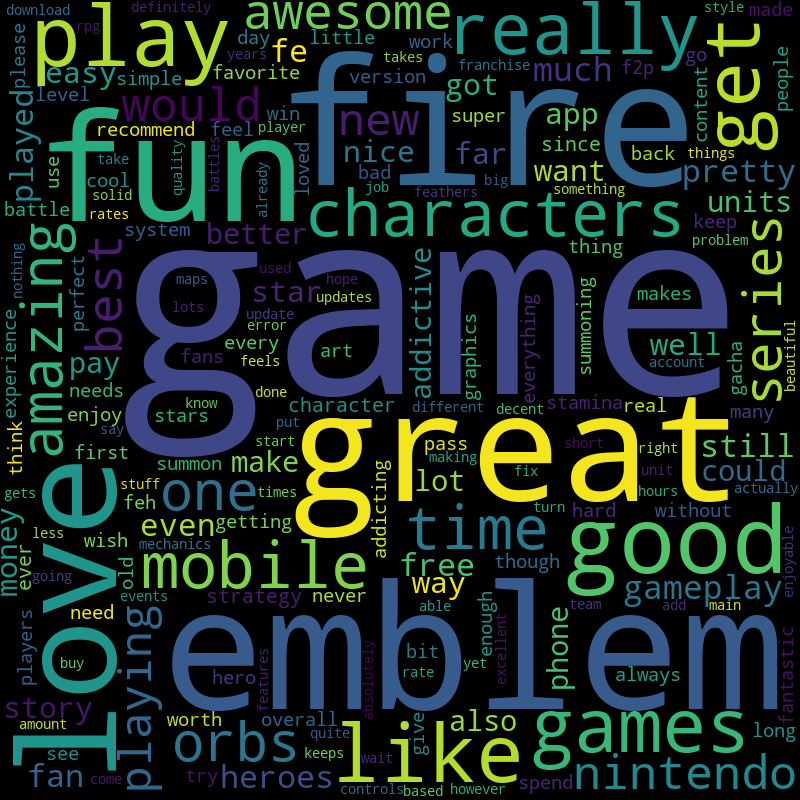 download
definitely
awesome
really
style
made
play
rpg
fe
little
day
work
get
years
favorite
takes
franchise
f2p
go
easy
simple
version
much
people
please
level
would
win
fire
got
content
played
recommend
feel
player
new
super
app
things
fun
nice
far
since
back
pretty
use
take
cool
quality
battles
already
loved
bad
want
solid
job
feathers
big
something
rates
characters
units
battle
system
better
keep
problem
series
nothing
amazing
best
perfect
game
addictive
thing
maps
used
hope
star
updates
everything
summoning
makes
lots
update
error
art
graphics
well
gacha
beautiful
experience
pay
fans
every
feels
account
needs
know
done
character
different
decent
stamina
real
many
enjoy
stars
put
great
short
right
still
think
first
say
start
pass
making
unit
could
love
stuff
summon
make
lot
fix
hours
actually
gets
feh
one
times
addicting
turn
hard
without
money
ever
less
wish
even
getting
time
good
enjoyable
old
mechanics
free
though
going
events
strategy
never
way
gameplay
players
need
playing
able
enough
excellent
phone
team
add
main
mobile
emblem
buy
hero
features
absolutely
bit
rate
yet
always
fantastic
story
worth
overall
like
give
also
games
long
amount
fan
see
orbs
quite
try
heroes
keeps
wait
spend
nintendo
come
controls
based
however